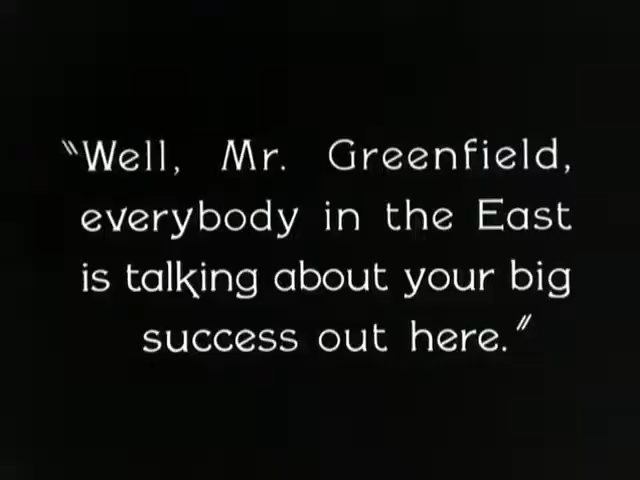 "Well, Mr. Greenfield,
everybody in the East
is talking about your big
success out here."